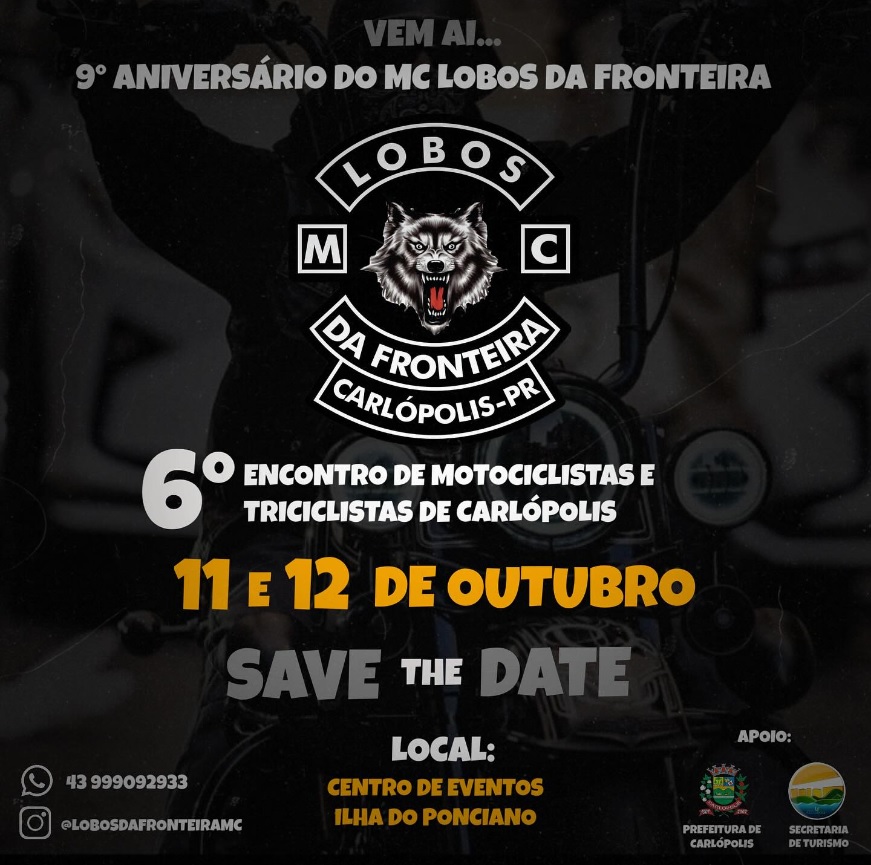 VEM AI...
9º ANIVERSÁRIO DO MC LOBOS DA FRONTEIRA
LOBOS
M C
DA FRONTEIRA
CARLÓPOLIS-PR
6º ENCONTRO DE MOTOCICLISTAS E
TRICICLISTAS DE CARLÓPOLIS
11 E 12 DE OUTUBRO
SAVE THE DATE
LOCAL:
CENTRO DE EVENTOS
ILHA DO PONCIANO
43 999092933
@LOBOSDAFRONTEIRAMC
APOIO:
PREFEITURA DE
CARLÓPOLIS
SECRETARIA
DE TURISMO